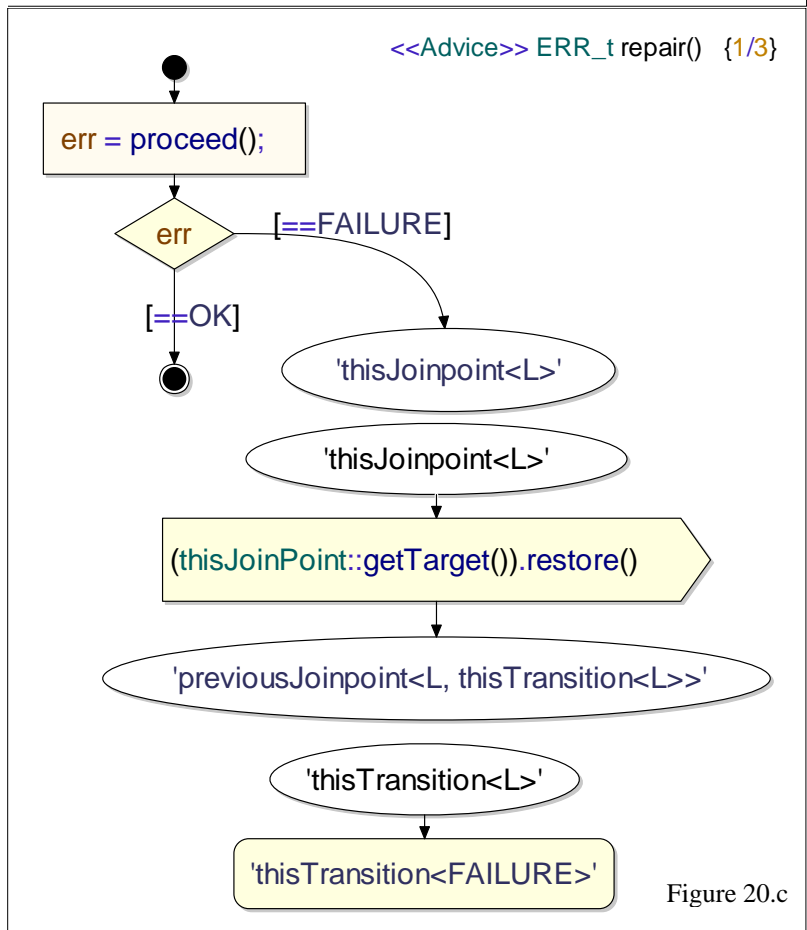 <<Advice>> ERR_t repair() {1/3}
err = proceed();
err
[==FAILURE]
[==OK]
'thisJoinpoint<L>'
'thisJoinpoint<L>'
(thisJoinPoint::getTarget()).restore()
'previousJoinpoint<L, thisTransition<L>>'
'thisTransition<L>'
'thisTransition<FAILURE>'
Figure 20.c